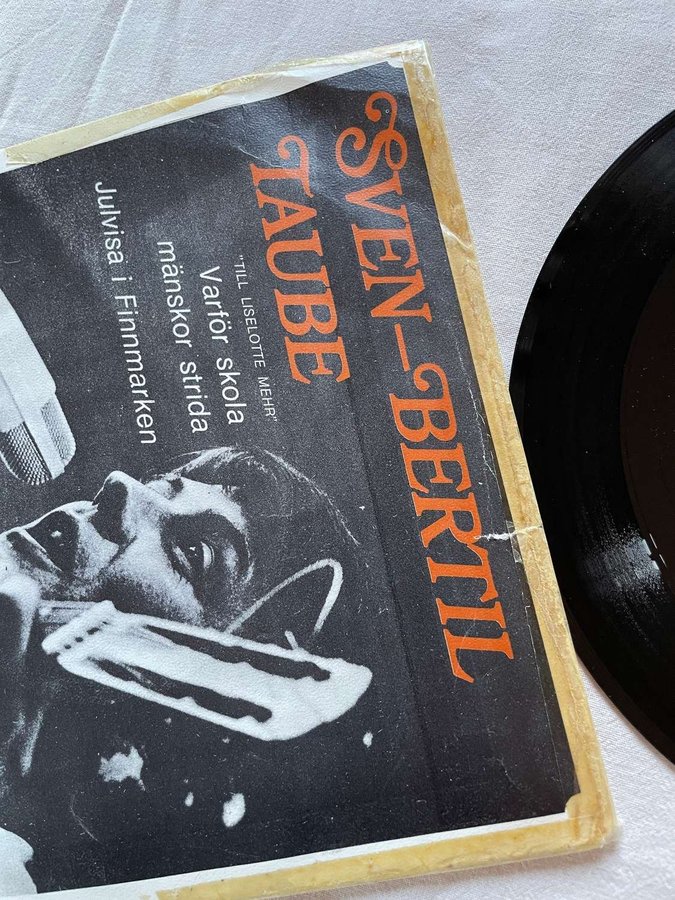 SVEN–BERTIL
TAUBE
"TILL LISELOTTE MEHR"
Varför skola
mänskor strida
Julvisa i Finnmarken